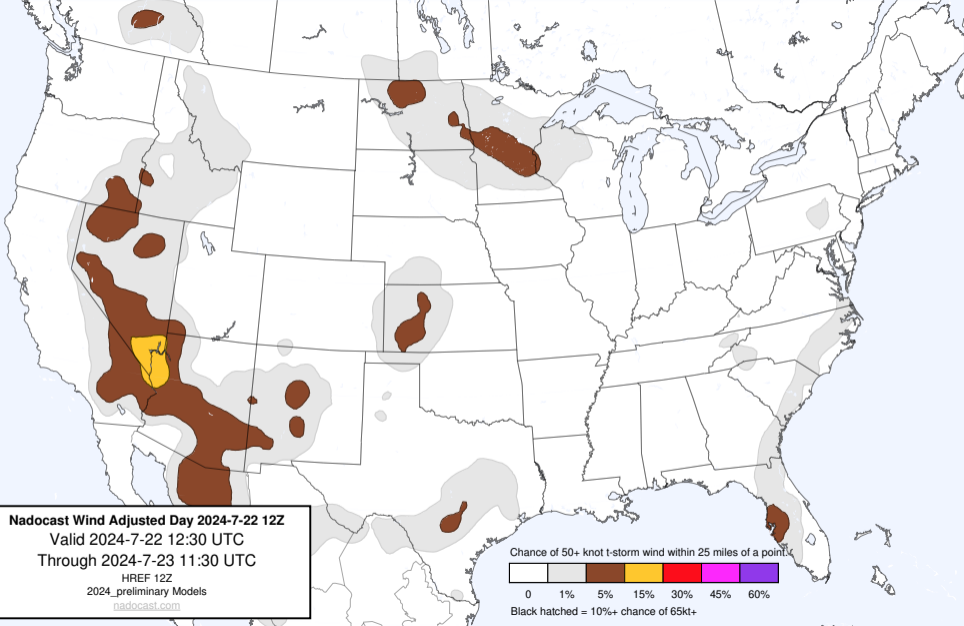 Nadocast Wind Adjusted Day 2024-7-22 12Z
Valid 2024-7-22 12:30 UTC
Through 2024-7-23 11:30 UTC
HREF 12Z
2024_preliminary Models
nadocast.com
Chance of 50+ knot t-storm wind within 25 miles of a point.
0 1% 5% 15% 30% 45% 60%
Black hatched = 10%+ chance of 65kt+